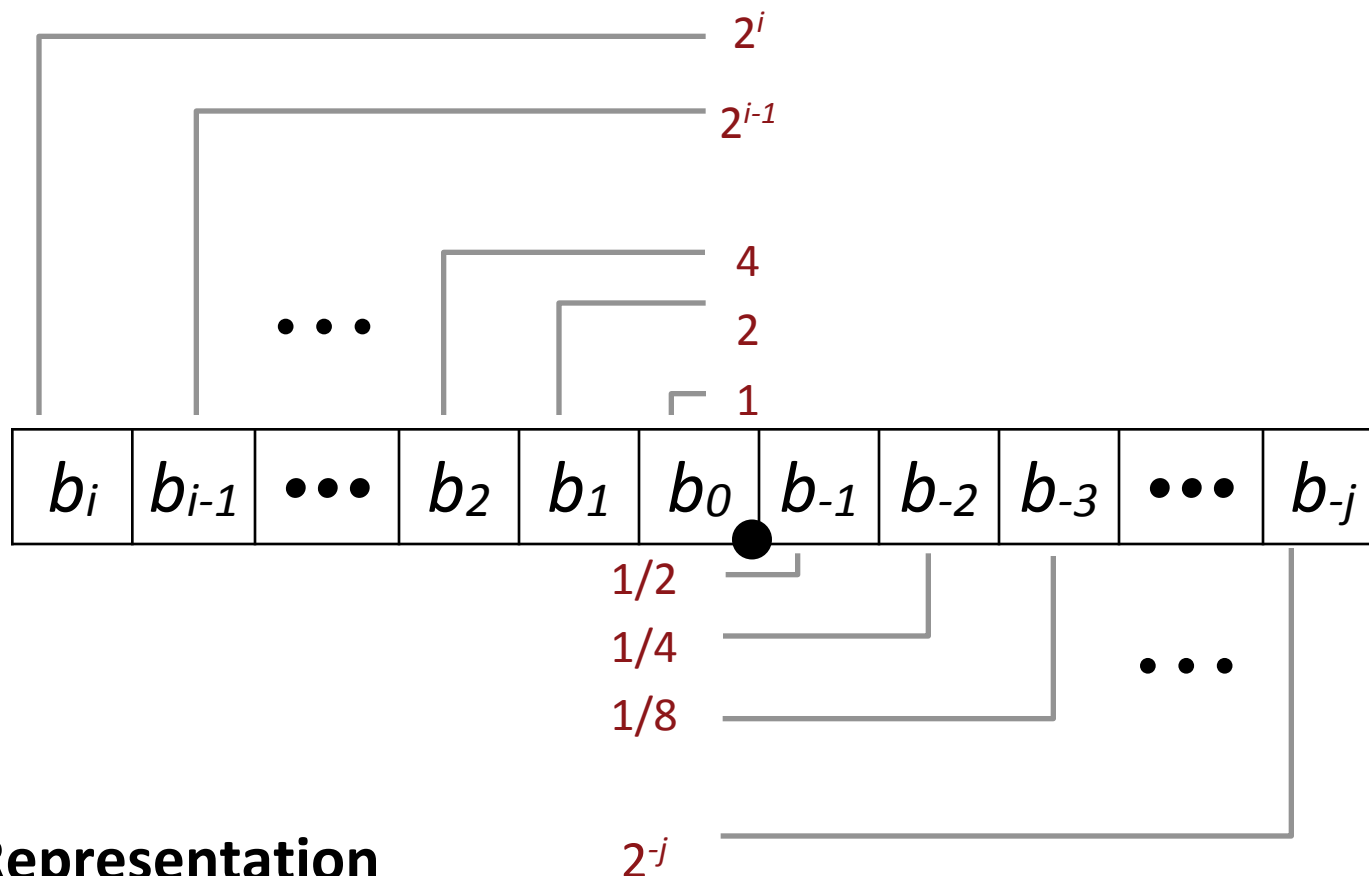 2^i
2^{i-1}
4
2
• • •
1
b_i b_{i-1} ••• b_2 b_1 b_0 . b_{-1} b_{-2} b_{-3} ••• b_{-j}
1/2
1/4
• • •
1/8
2^{-j}
Representation